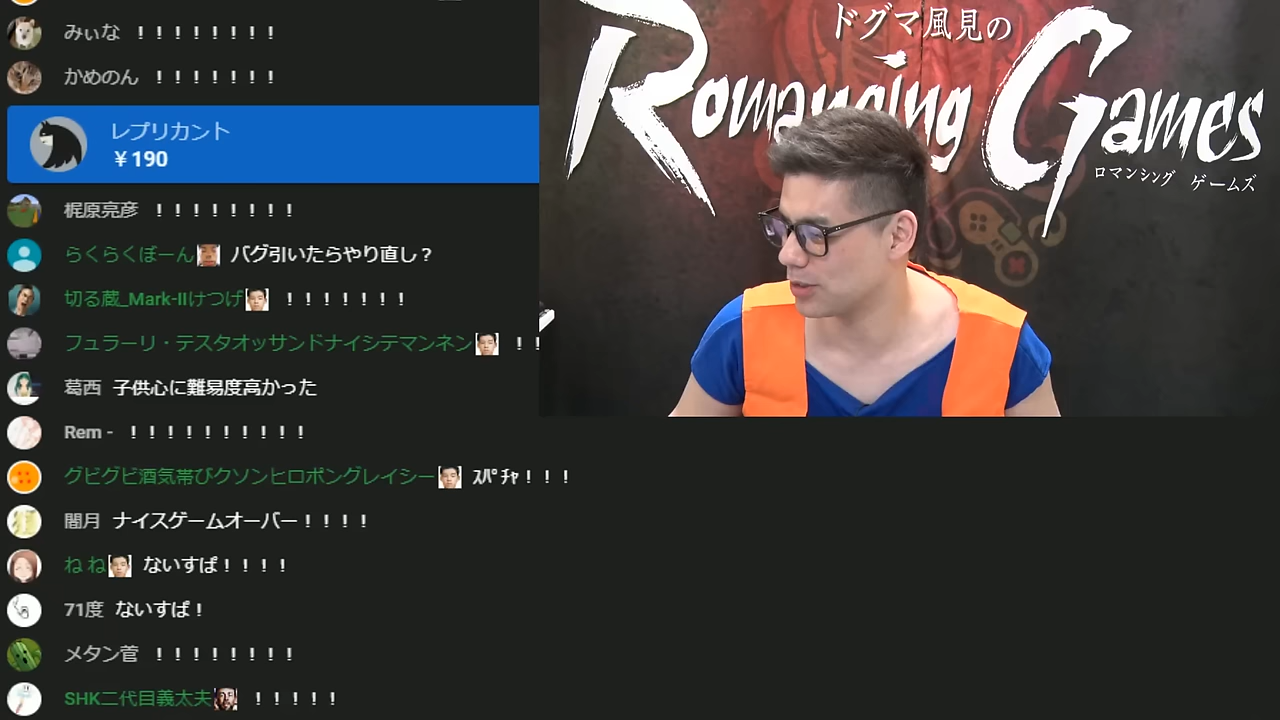 みぃな ！！！！！！！！
かめのん ！！！！！！！
レプリカント
￥190
梶原亮彦 ！！！！！！！！
らくらくぼーん バグ引いたらやり直し？
切る蔵_Mark-IIけつげ ！！！！！！！
フュラーリ・テスタオッサンドナイシテマンネン ！！
葛西 子供心に難易度高かった
Rem - ！！！！！！！！！！
グビグビ酒気帯びクソンヒロポングレイシー ｽﾊﾟﾁｬ！！！
闇月 ナイスゲームオーバー！！！！
ね ね ないすぱ！！！！
71度 ないすぱ！
メタン菅 ！！！！！！！！
SHK二代目義太夫 ！！！！！
ドグマ風見の
Romancing Games
ロマンシング ゲームズ